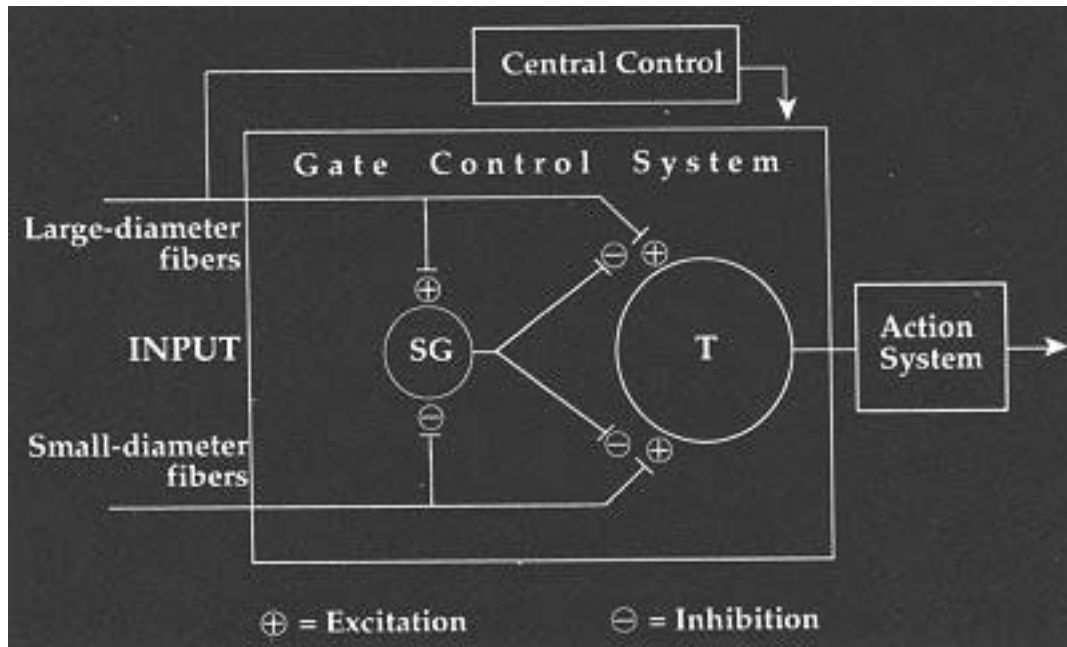 Central Control
Gate Control System
Large-diameter
fibers
INPUT
SG
T
Action
System
Small-diameter
fibers
⊕ = Excitation
⊖ = Inhibition